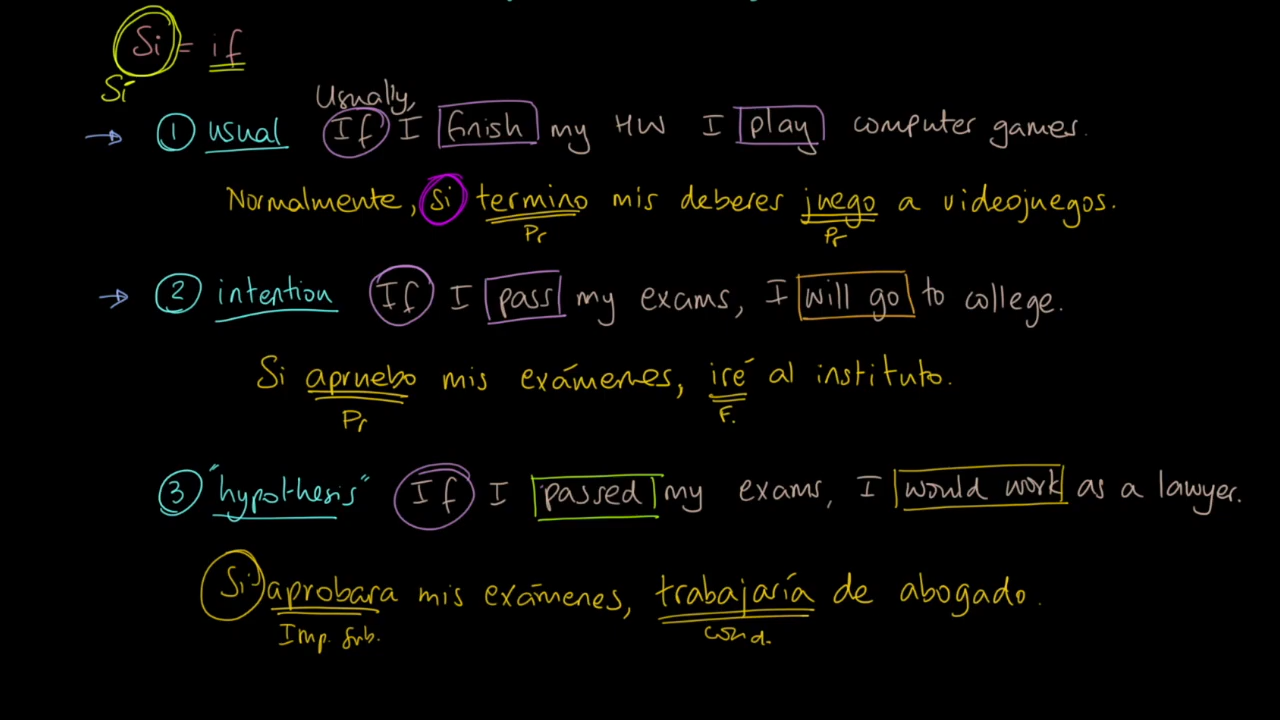 Si = if
Sí
Usually,
① usual If I finish my HW I play computer games.
Normalmente, si termino mis deberes juego a videojuegos.
Pr Pr
② intention If I pass my exams, I will go to college.
Si apruebo mis exámenes, iré al instituto.
Pr F.
③ "hypothesis" If I passed my exams, I would work as a lawyer.
Si aprobara mis exámenes, trabajaría de abogado.
Imp. Sub. cond.